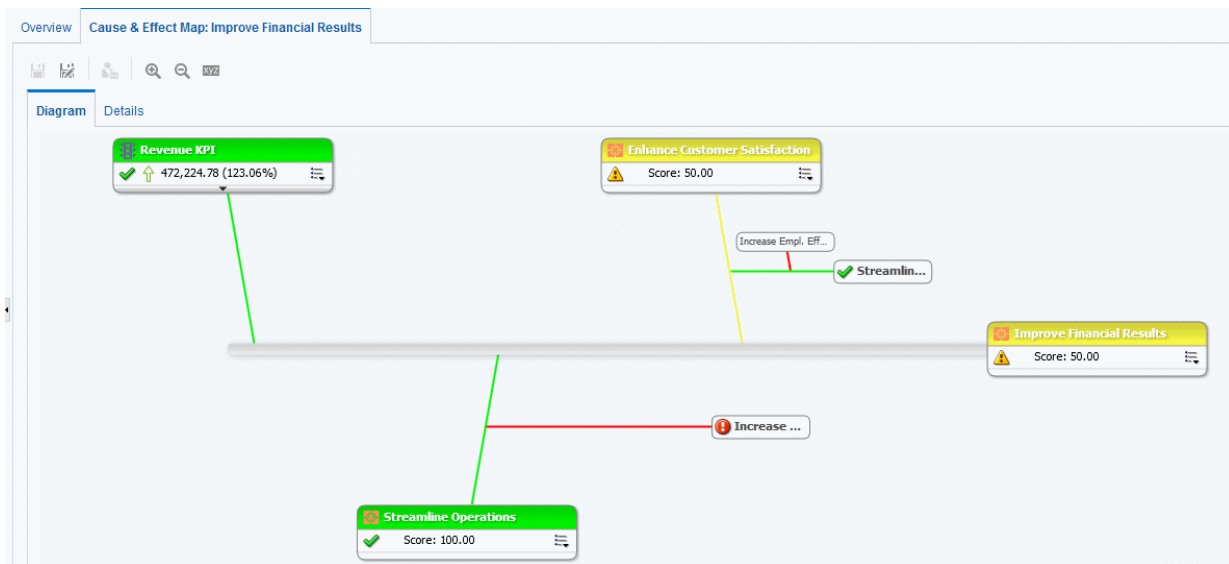 Overview Cause & Effect Map: Improve Financial Results
xyz
Diagram Details
Revenue KPI
472,224.78 (123.06%)
Enhance Customer Satisfaction
Score: 50.00
Increase Empl. Eff...
Streamlin...
Improve Financial Results
Score: 50.00
Increase ...
Streamline Operations
Score: 100.00